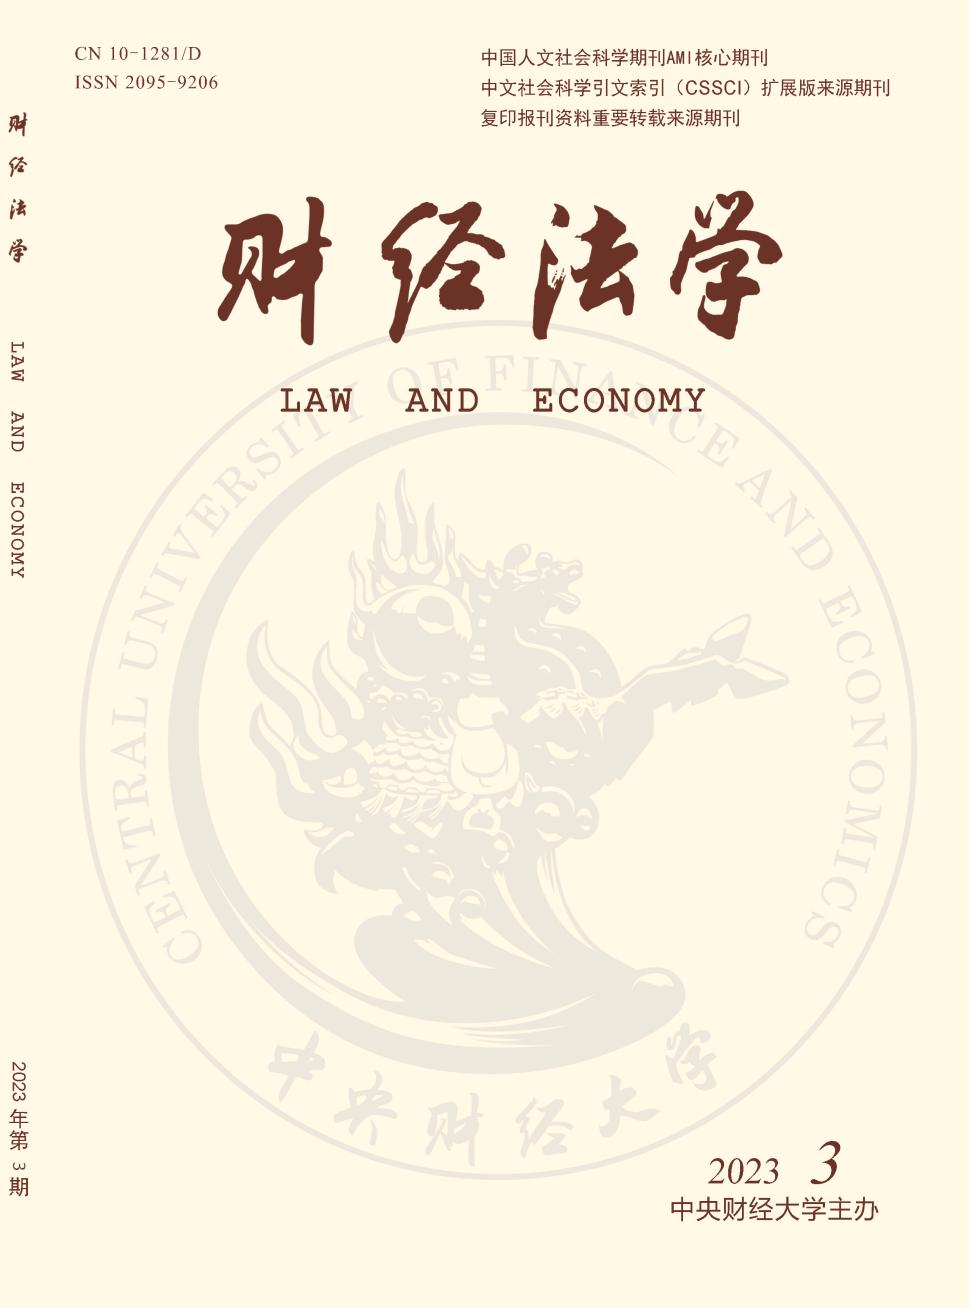 CN 10-1281/D
ISSN 2095-9206
中国人文社会科学期刊AMI核心期刊
中文社会科学引文索引（CSSCI）扩展版来源期刊
复印报刊资料重要转载来源期刊
财经法学
LAW AND ECONOMY
CENTRAL UNIVERSITY OF FINANCE AND ECONOMICS
中央财经大学
2023 3
中央财经大学主办
财经法学
LAW AND ECONOMY
2023年第3期